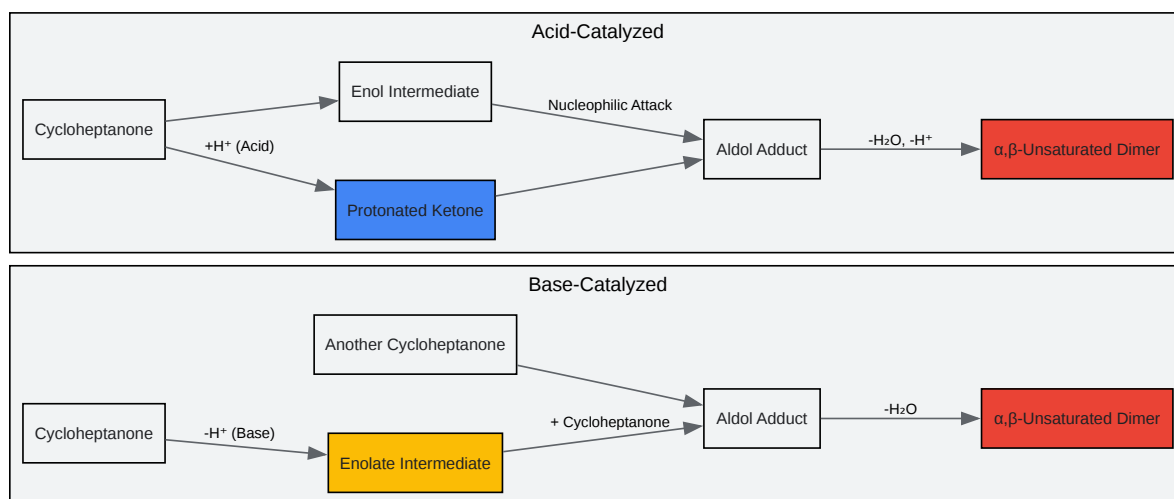 Acid-Catalyzed
Enol Intermediate
Nucleophilic Attack
Cycloheptanone
+H⁺ (Acid)
Aldol Adduct
-H₂O, -H⁺
α,β-Unsaturated Dimer
Protonated Ketone
Base-Catalyzed
Another Cycloheptanone
Cycloheptanone
-H⁺ (Base)
+ Cycloheptanone
Aldol Adduct
-H₂O
α,β-Unsaturated Dimer
Enolate Intermediate